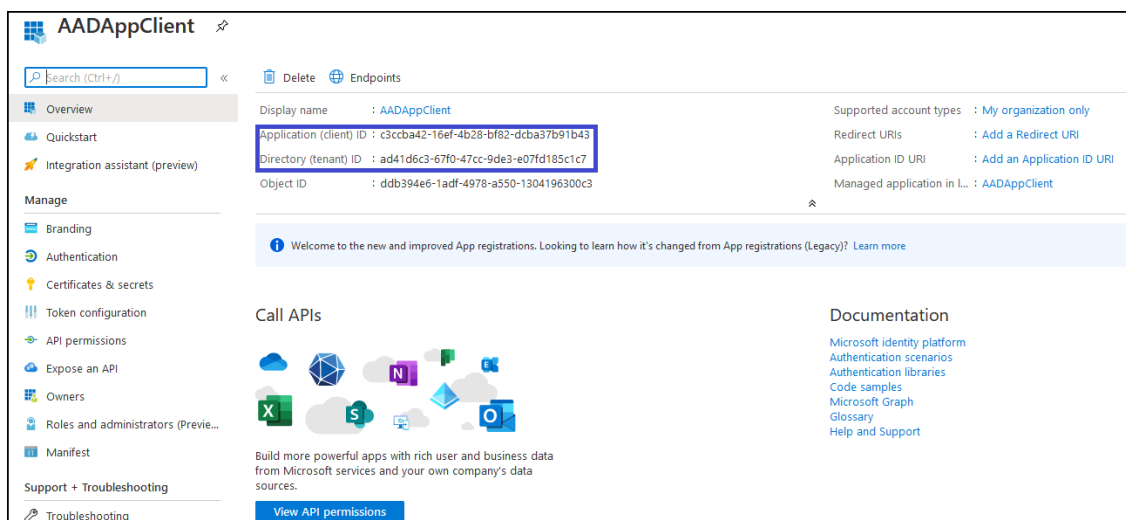 AADAppClient
Search (Ctrl+/)
«
Overview
Quickstart
Integration assistant (preview)
Manage
Branding
Authentication
Certificates & secrets
Token configuration
API permissions
Expose an API
Owners
Roles and administrators (Previe...
Manifest
Support + Troubleshooting
Troubleshooting
Delete Endpoints
Display name : AADAppClient
Application (client) ID : c3ccba42-16ef-4b28-bf82-dcba37b91b43
Directory (tenant) ID : ad41d6c3-67f0-47cc-9de3-e07fd185c1c7
Object ID : ddb394e6-1adf-4978-a550-1304196300c3
Supported account types : My organization only
Redirect URIs : Add a Redirect URI
Application ID URI : Add an Application ID URI
Managed application in l... : AADAppClient
Welcome to the new and improved App registrations. Looking to learn how it's changed from App registrations (Legacy)? Learn more
Call APIs
N
E
X
S
O
Build more powerful apps with rich user and business data
from Microsoft services and your own company's data
sources.
View API permissions
Documentation
Microsoft identity platform
Authentication scenarios
Authentication libraries
Code samples
Microsoft Graph
Glossary
Help and Support